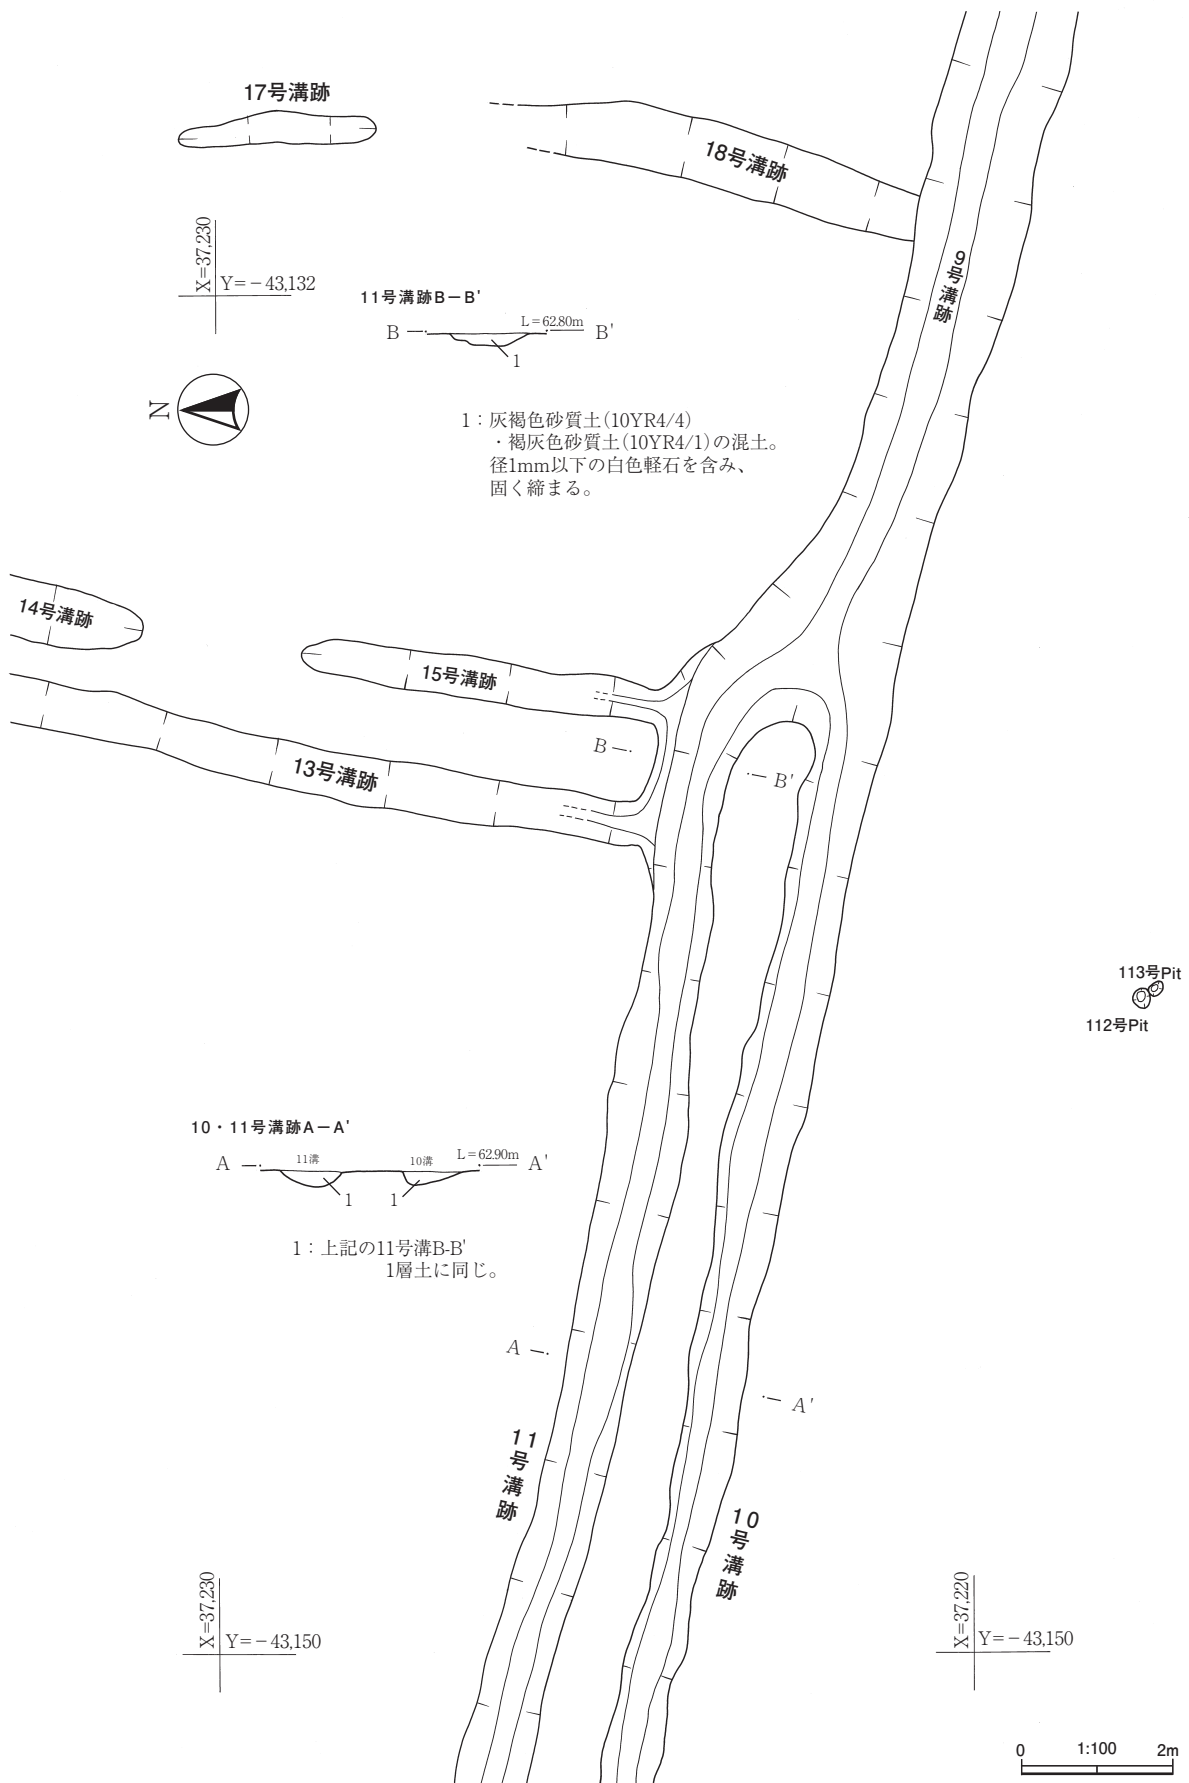 17号溝跡
18号溝跡
9号溝跡
X=37,230
Y=－43,132
11号溝跡B－B'
B
L=62.80m
B'
1
N
1：灰褐色砂質土（10YR4/4）
・褐灰色砂質土（10YR4/1）の混土。
径1mm以下の白色軽石を含み、
固く締まる。
14号溝跡
15号溝跡
13号溝跡
B
B'
113号Pit
112号Pit
10・11号溝跡A－A'
A
11溝
10溝
L=62.90m
A'
1
1
1：上記の11号溝B-B'
1層土に同じ。
A
A'
11号溝跡
10号溝跡
X=37,230
Y=－43,150
X=37,220
Y=－43,150
0
1:100
2m